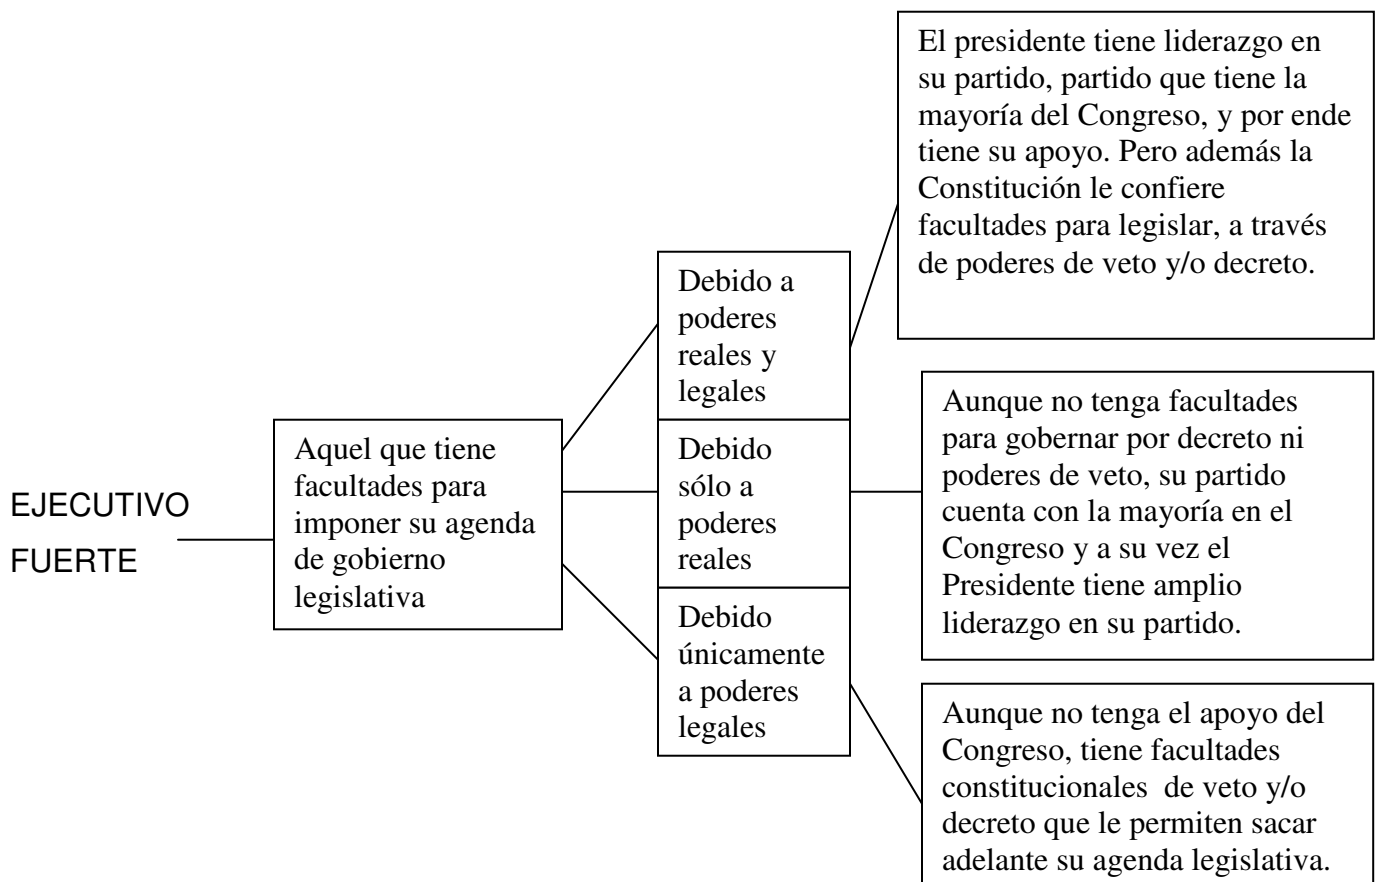 EJECUTIVO
FUERTE
Aquel que tiene
facultades para
imponer su agenda
de gobierno
legislativa
Debido a
poderes
reales y
legales
Debido
sólo a
poderes
reales
Debido
únicamente
a poderes
legales
El presidente tiene liderazgo en
su partido, partido que tiene la
mayoría del Congreso, y por ende
tiene su apoyo. Pero además la
Constitución le confiere
facultades para legislar, a través
de poderes de veto y/o decreto.
Aunque no tenga facultades
para gobernar por decreto ni
poderes de veto, su partido
cuenta con la mayoría en el
Congreso y a su vez el
Presidente tiene amplio
liderazgo en su partido.
Aunque no tenga el apoyo del
Congreso, tiene facultades
constitucionales de veto y/o
decreto que le permiten sacar
adelante su agenda legislativa.